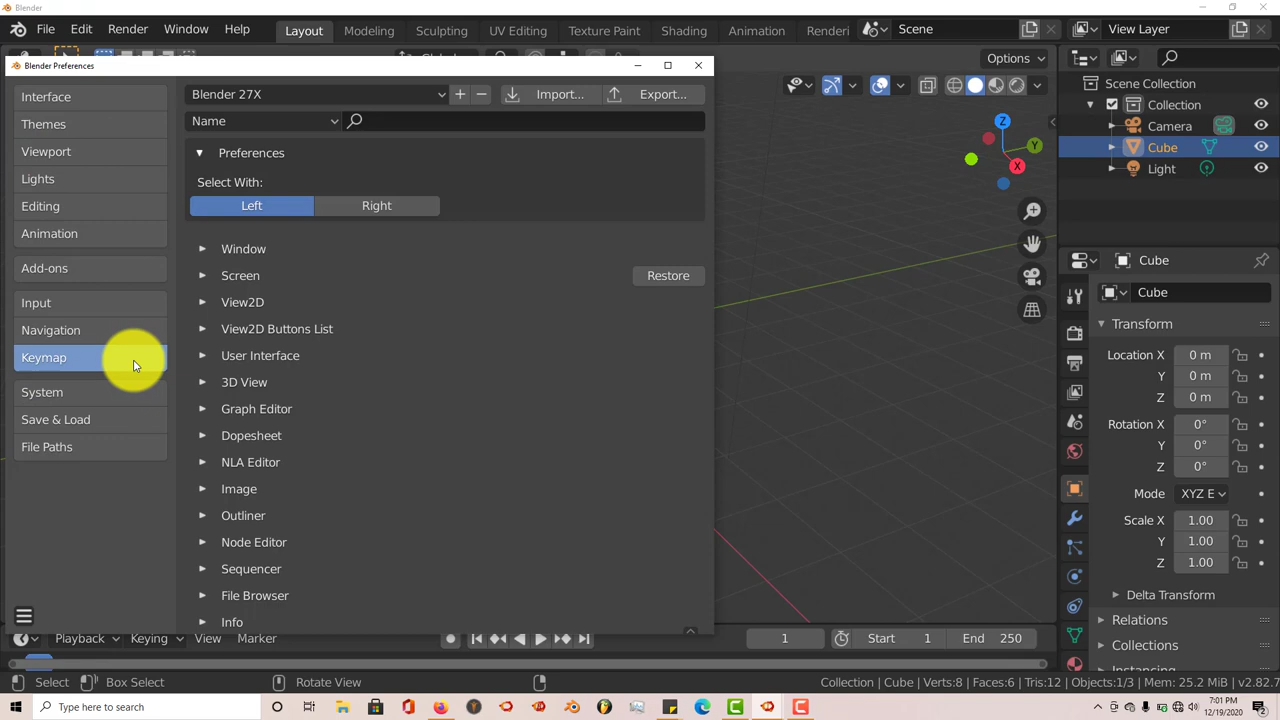 Blender
File Edit Render Window Help Layout Modeling Sculpting UV Editing Texture Paint Shading Animation Renderi Scene View Layer
Options
Blender Preferences
Interface
Themes
Viewport
Lights
Editing
Animation
Add-ons
Input
Navigation
Keymap
System
Save & Load
File Paths
Blender 27X Import... Export...
Name
Preferences
Select With:
Left Right
Window
Screen Restore
View2D
View2D Buttons List
User Interface
3D View
Graph Editor
Dopesheet
NLA Editor
Image
Outliner
Node Editor
Sequencer
File Browser
Info
Z
Y
X
Scene Collection
Collection
Camera
Cube
Light
Cube
Cube
Transform
Location X 0 m
Y 0 m
Z 0 m
Rotation X 0°
Y 0°
Z 0°
Mode XYZ E
Scale X 1.00
Y 1.00
Z 1.00
Delta Transform
Relations
Collections
Playback Keying View Marker 1 Start 1 End 250
Select Box Select Rotate View Collection | Cube | Verts:8 | Faces:6 | Tris:12 | Objects:1/3 | Mem: 25.2 MiB | v2.82.7
Type here to search
7:01 PM
12/19/2020